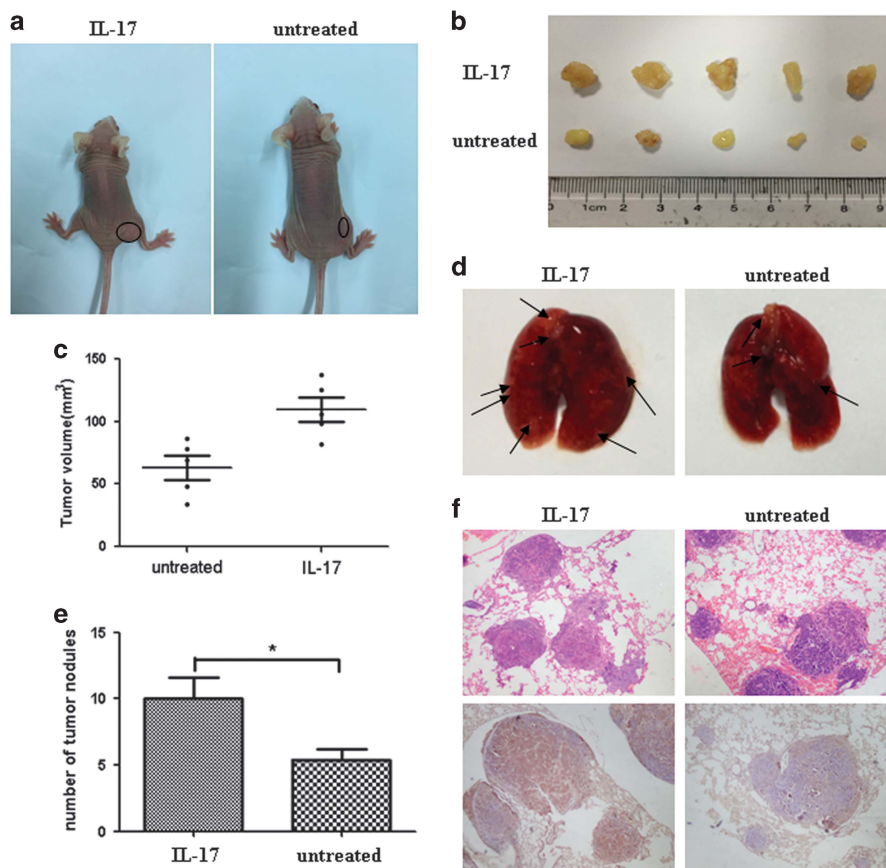 a
IL-17 untreated
b
IL-17
untreated
0 1cm 2 3 4 5 6 7 8 9
c
Tumor volume(mm³)
150
100
50
0
untreated IL-17
d
IL-17 untreated
e
number of tumor nodules
15
10
5
0
*
IL-17 untreated
f
IL-17 untreated